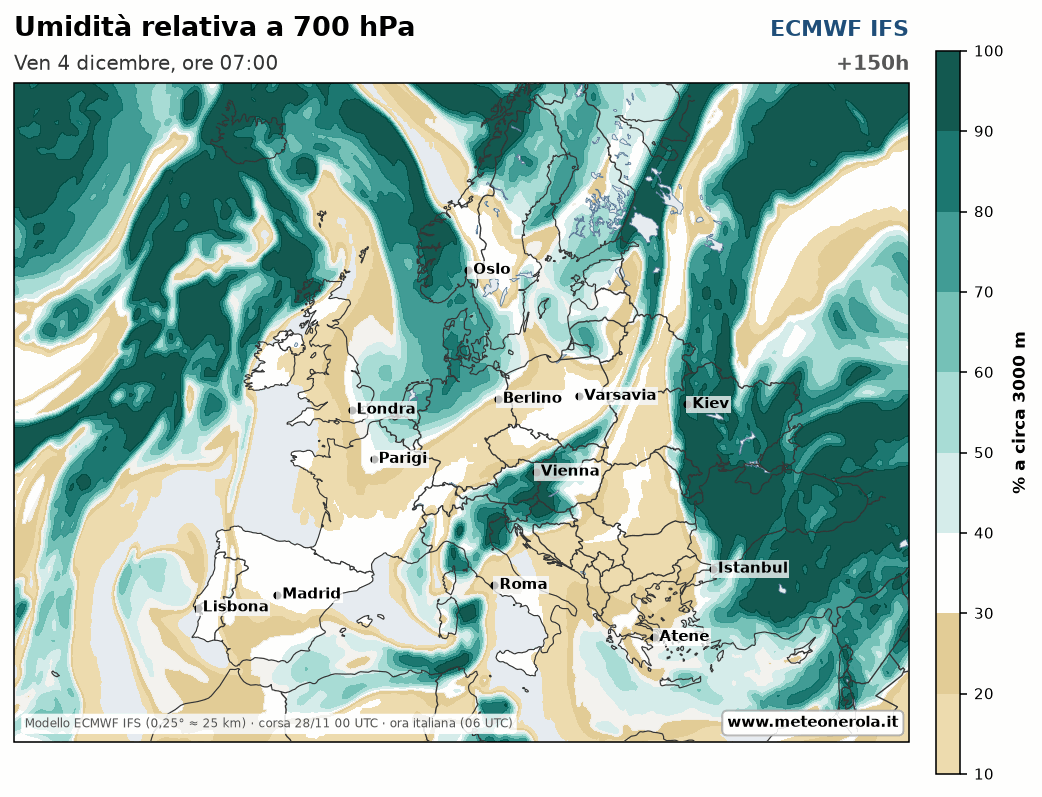 Umidità relativa a 700 hPa
ECMWF IFS
Ven 4 dicembre, ore 07:00
+150h
100
90
80
70
60
50
40
30
20
10
% a circa 3000 m
Oslo
Berlino
Varsavia
Kiev
Londra
Parigi
Vienna
Istanbul
Roma
Madrid
Lisbona
Atene
Modello ECMWF IFS (0,25° ≈ 25 km) · corsa 28/11 00 UTC · ora italiana (06 UTC)
www.meteonerola.it